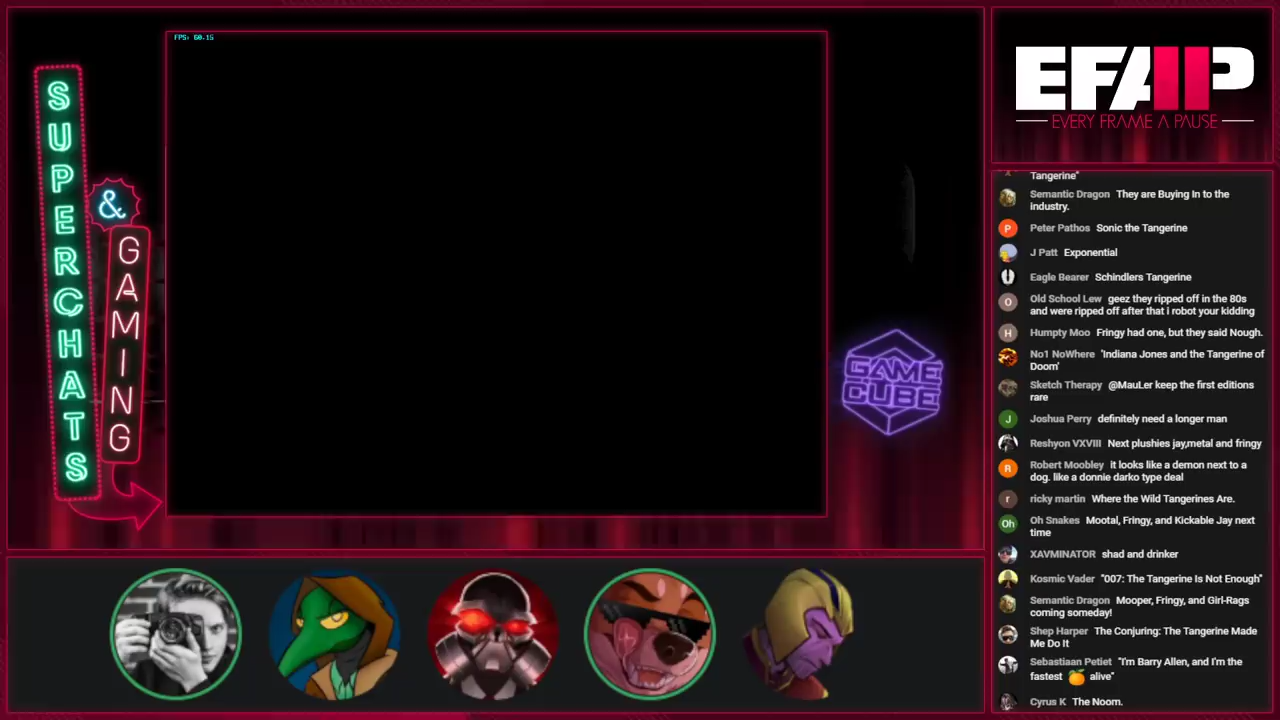 FPS: 60.15
SUPERCHATS
&
GAMING
GAME
CUBE
EFAP
EVERY FRAME A PAUSE
Tangerine"
Semantic Dragon They are Buying In to the
industry.
Peter Pathos Sonic the Tangerine
J Patt Exponential
Eagle Bearer Schindlers Tangerine
Old School Lew geez they ripped off in the 80s
and were ripped off after that i robot your kidding
Humpty Moo Fringy had one, but they said Nough.
No1 NoWhere 'Indiana Jones and the Tangerine of
Doom'
Sketch Therapy @MauLer keep the first editions
rare
Joshua Perry definitely need a longer man
Reshyon VXVIII Next plushies jay,metal and fringy
Robert Moobley it looks like a demon next to a
dog. like a donnie darko type deal
ricky martin Where the Wild Tangerines Are.
Oh Snakes Mootal, Fringy, and Kickable Jay next
time
XAVMINATOR shad and drinker
Kosmic Vader "007: The Tangerine Is Not Enough"
Semantic Dragon Mooper, Fringy, and Girl-Rags
coming someday!
Shep Harper The Conjuring: The Tangerine Made
Me Do It
Sebastiaan Petiet "I'm Barry Allen, and I'm the
fastest 🍊 alive"
Cyrus K The Noom.
P
O
H
J
R
r
Oh